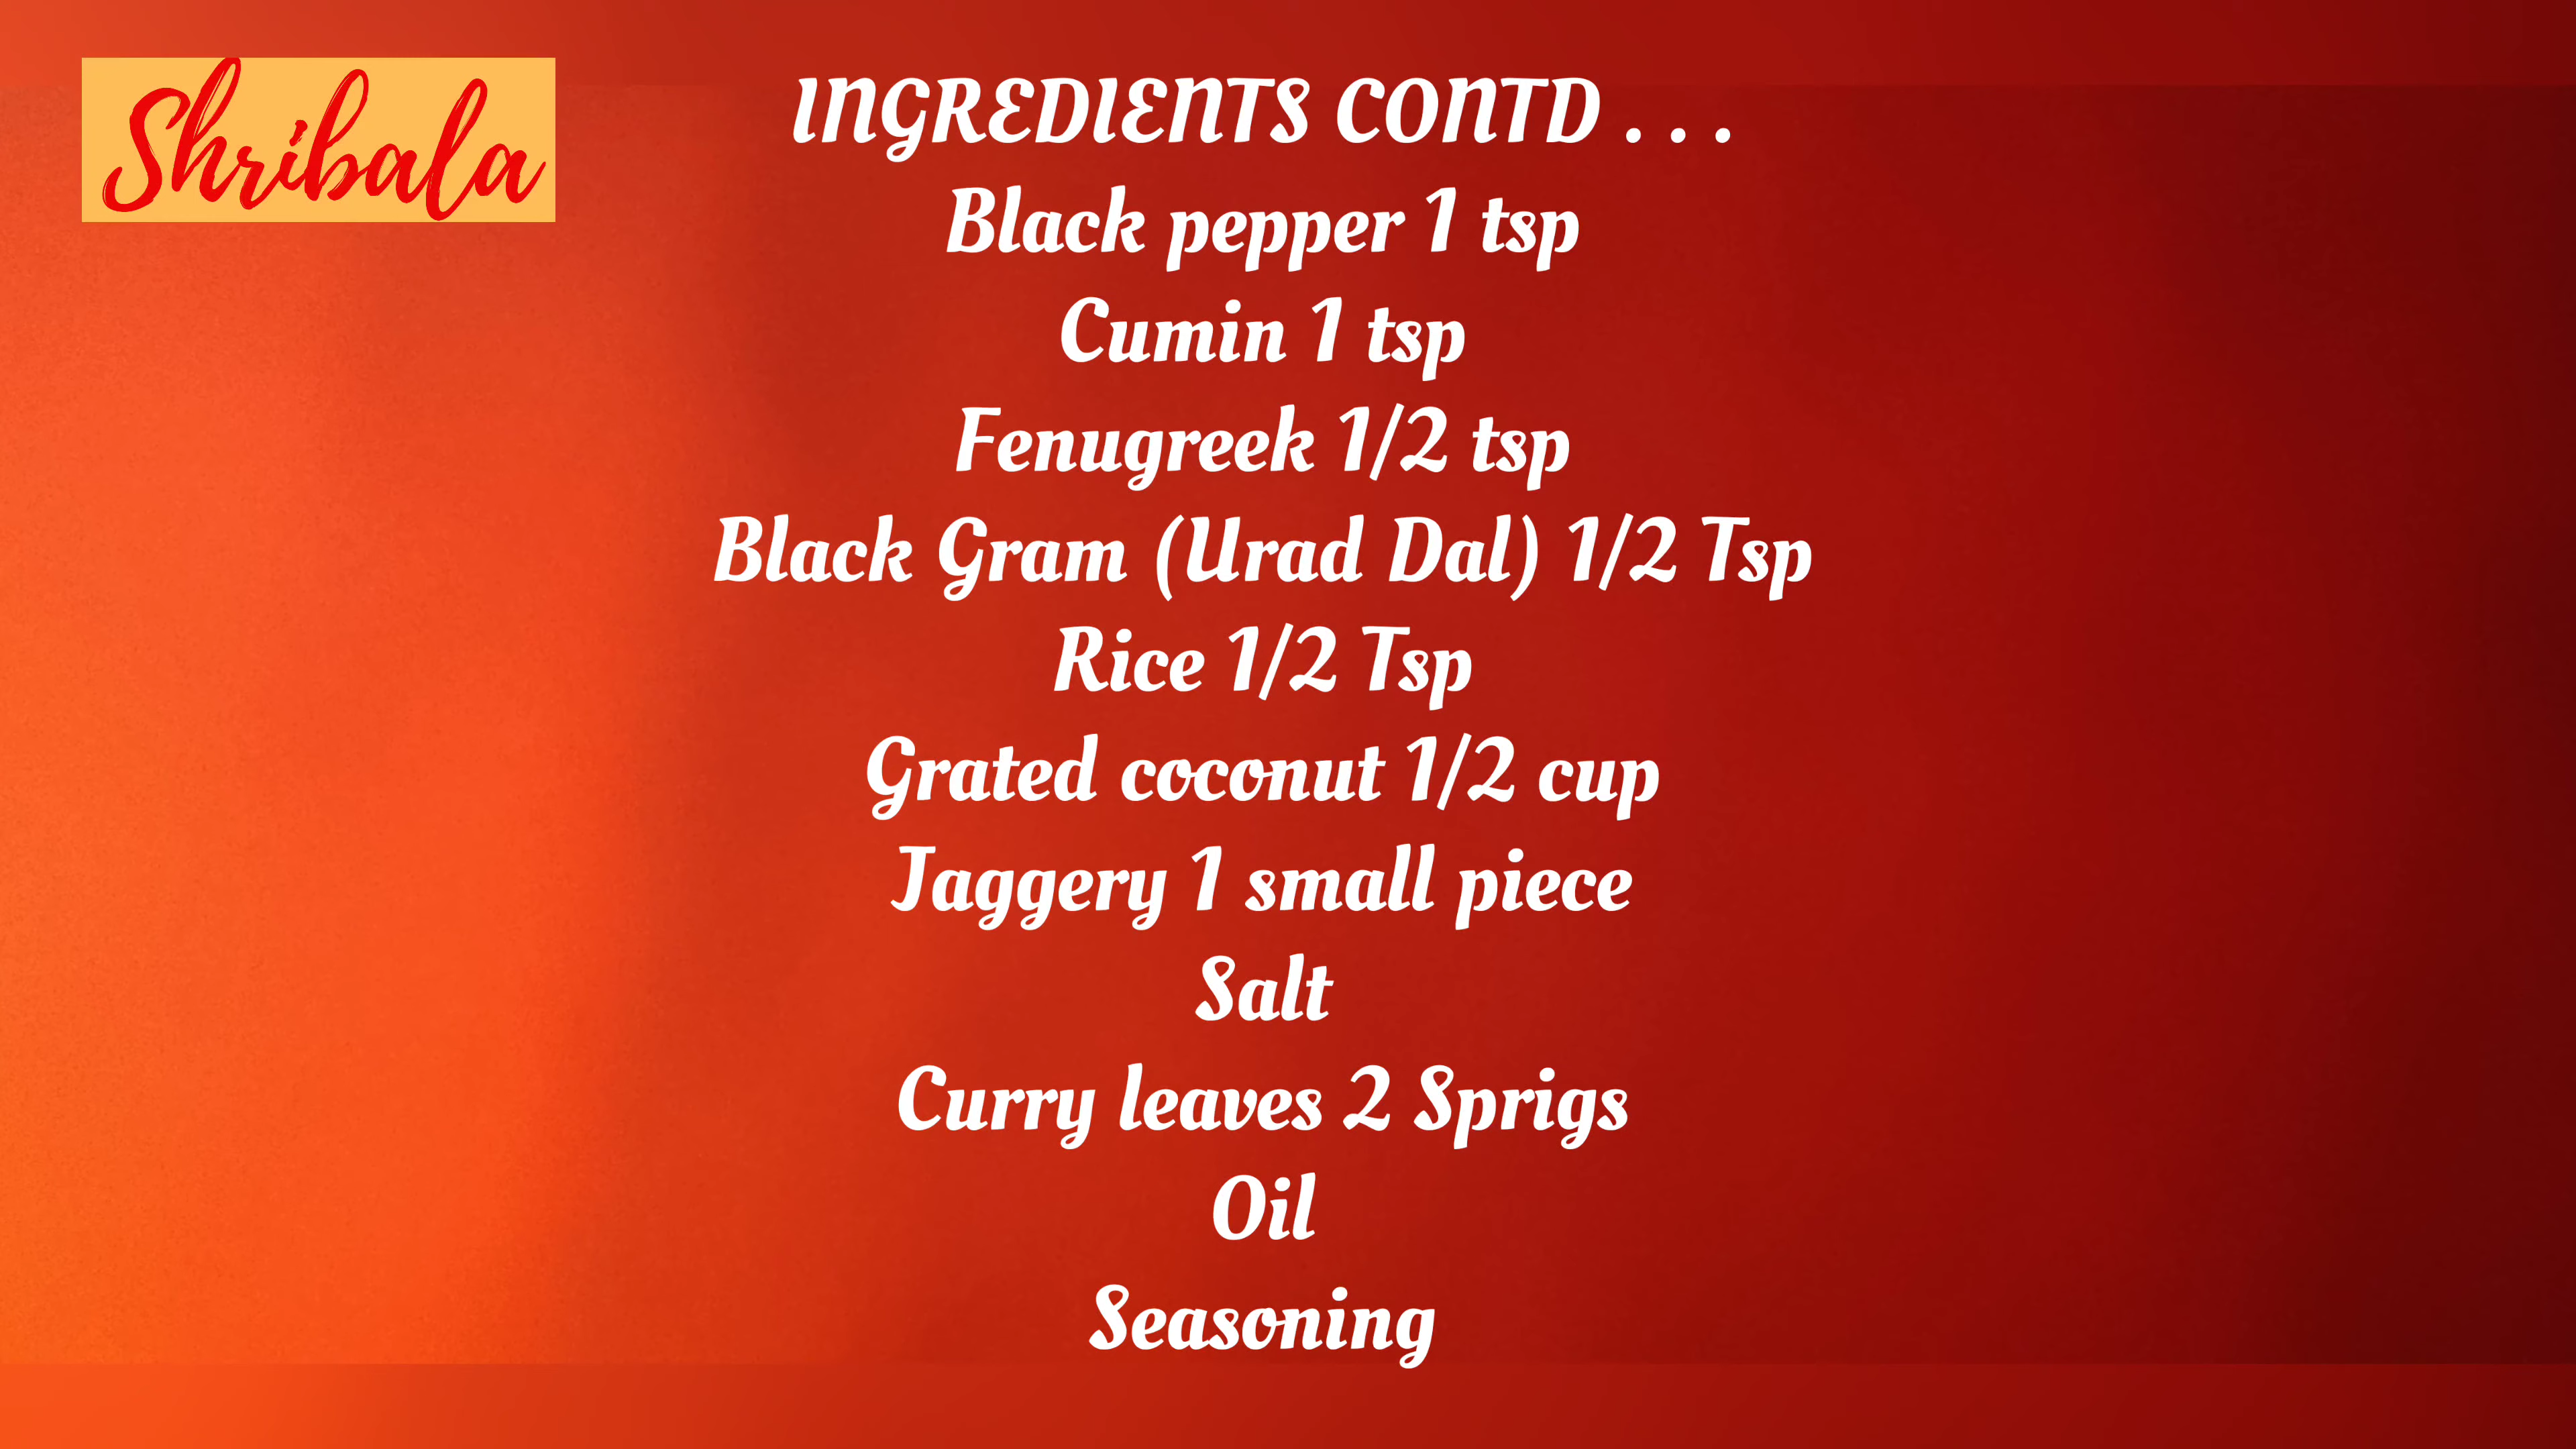 Shribala
INGREDIENTS CONTD . . .
Black pepper 1 tsp
Cumin 1 tsp
Fenugreek 1/2 tsp
Black Gram (Urad Dal) 1/2 Tsp
Rice 1/2 Tsp
Grated coconut 1/2 cup
Jaggery 1 small piece
Salt
Curry leaves 2 Sprigs
Oil
Seasoning